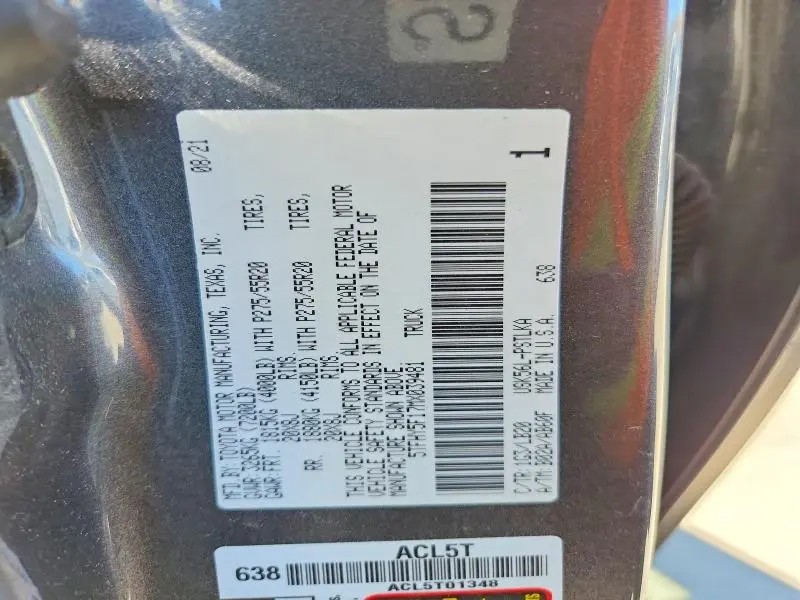 MFD.BY:TOYOTA MOTOR MANUFACTURING, TEXAS, INC. 08/21
GVWR:3265KG (7200LB)
GAWR:FRT. 1815KG (4000LB) WITH P275/55R20 TIRES,
20X8J RIMS.
RR. 1880KG (4150LB) WITH P275/55R20 TIRES,
20X8J RIMS.
THIS VEHICLE CONFORMS TO ALL APPLICABLE FEDERAL MOTOR
VEHICLE SAFETY STANDARDS IN EFFECT ON THE DATE OF
MANUFACTURE SHOWN ABOVE.
5TFHY5F17MX039481 TRUCK
C/TR:1G3/LB20 USK56L-PSTLKA
A/TM:B02A/AB60F MADE IN U.S.A. 638
1
ACL5T
638
ACL5T01348